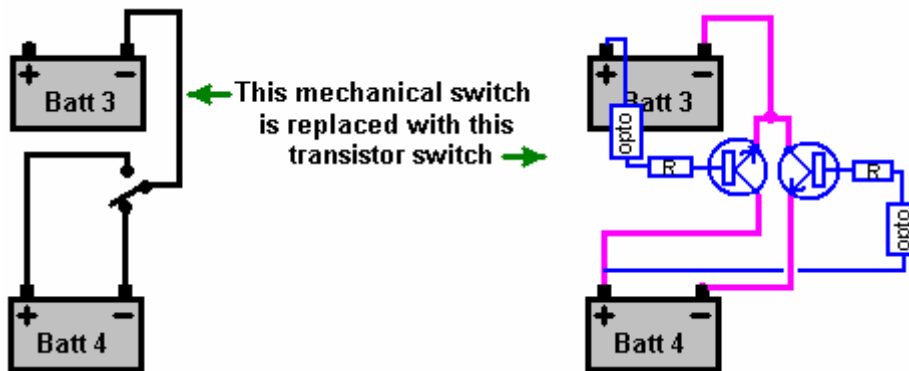 + −
Batt 3
This mechanical switch
is replaced with this
transistor switch
+ −
Batt 3
opto
R
R
opto
+ −
Batt 4
+ −
Batt 4